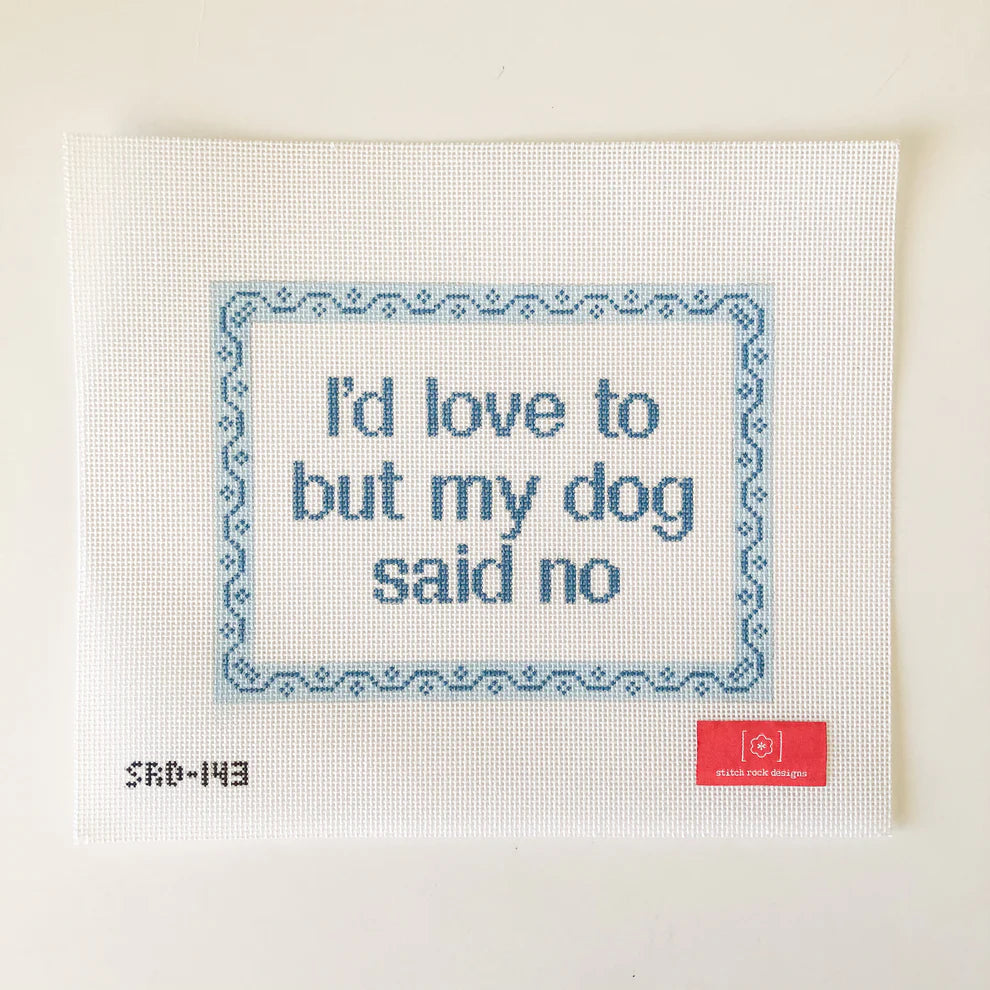 I'd love to
but my dog
said no
SRD-143
stitch rock designs